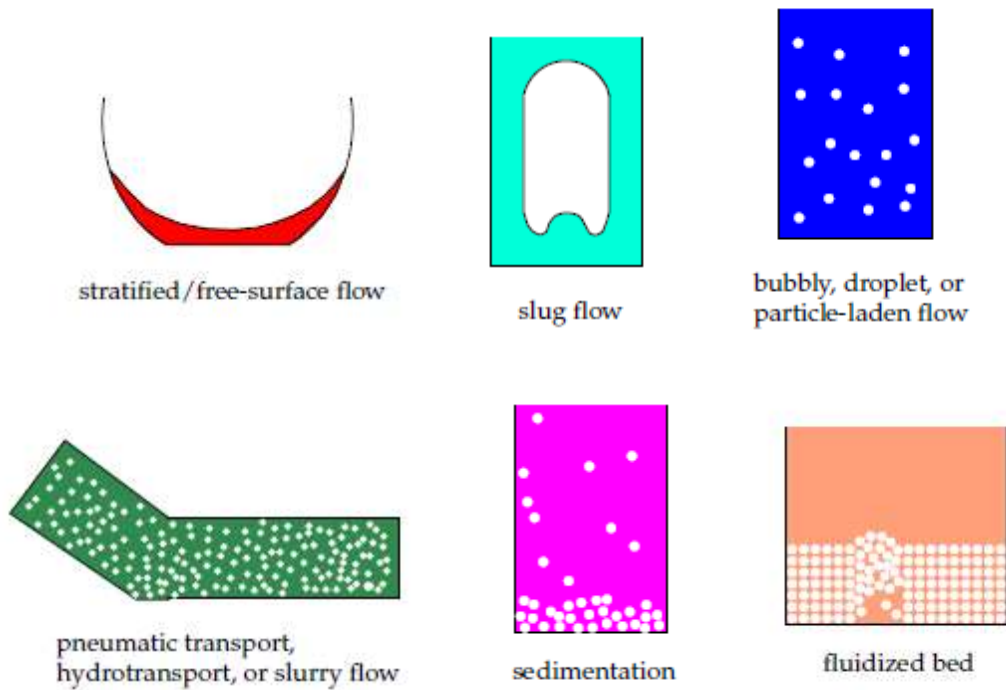 stratified/free-surface flow
slug flow
bubbly, droplet, or
particle-laden flow
pneumatic transport,
hydrotransport, or slurry flow
sedimentation
fluidized bed